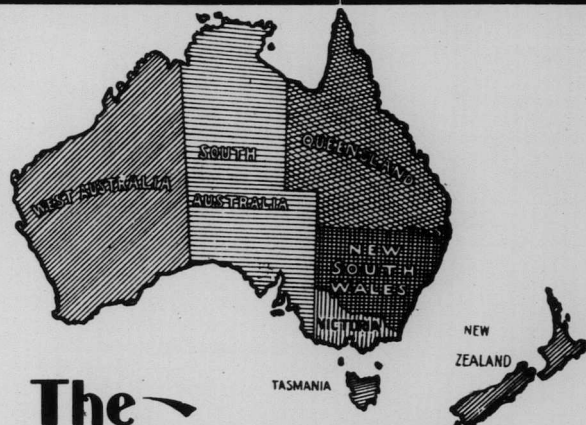 SOUTH
QUEENSLAND
WEST AUSTRALIA
AUSTRALIA
NEW
SOUTH
WALES
VICTORIA
NEW
ZEALAND
TASMANIA
The